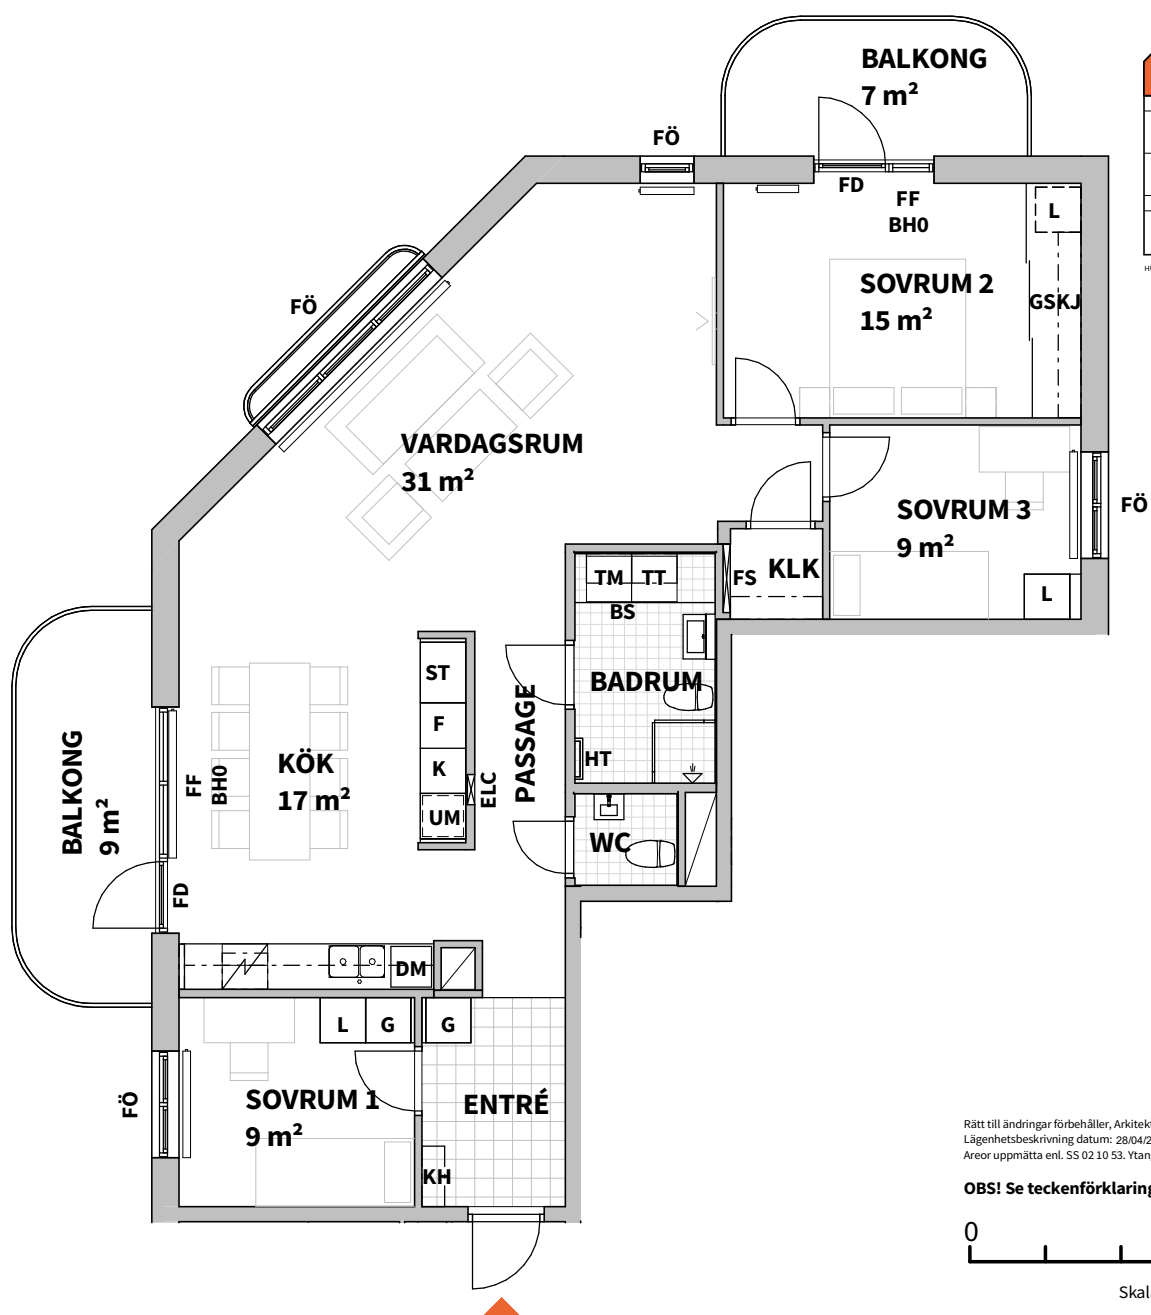 BALKONG
7 m²
FÖ
FD
FF
BH0
L
SOVRUM 2
15 m²
GSKJ
FÖ
VARDAGSRUM
31 m²
SOVRUM 3
9 m²
FÖ
L
KLK
FS
TM
TT
BS
BADRUM
HT
WC
PASSAGE
ST
F
K
UM
ELC
KÖK
17 m²
FF
BH0
BALKONG
9 m²
FD
DM
L
G
G
SOVRUM 1
9 m²
FÖ
ENTRÉ
KH
Rätt till ändringar förbehåller, Arkitekt
Lägenhetsbeskrivning datum: 28/04/2
Areor uppmätta enl. SS 02 10 53. Ytan
OBS! Se teckenförklaring
0
Skala